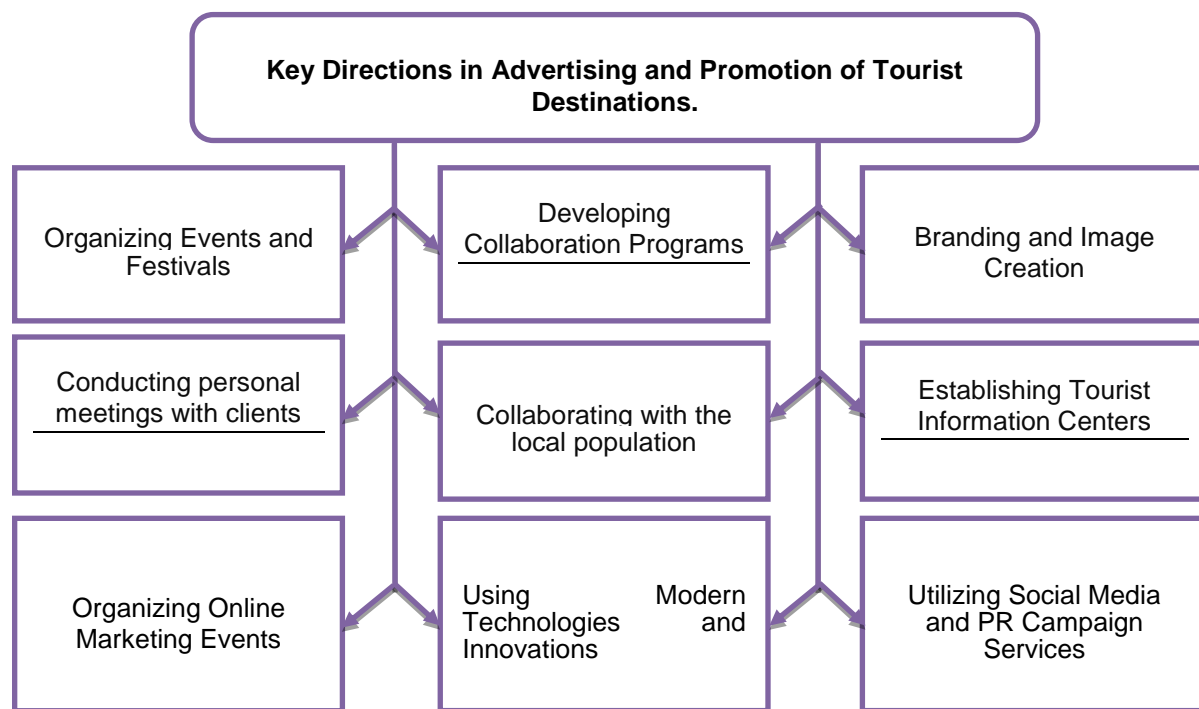 Key Directions in Advertising and Promotion of Tourist
Destinations.
Organizing Events and
Festivals
Developing
Collaboration Programs
Branding and Image
Creation
Conducting personal
meetings with clients
Collaborating with the
local population
Establishing Tourist
Information Centers
Organizing Online
Marketing Events
Using Modern
Technologies and
Innovations
Utilizing Social Media
and PR Campaign
Services